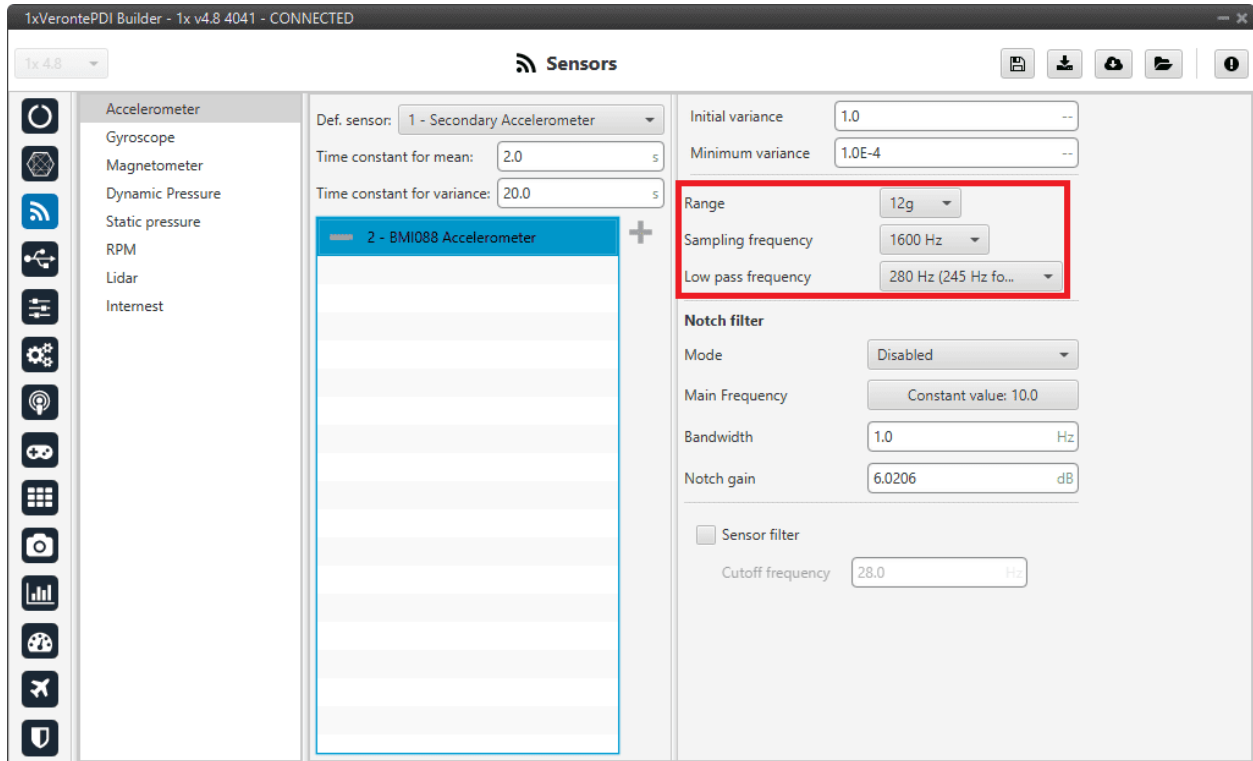 1xVerontePDI Builder - 1x v4.8 4041 - CONNECTED
1x 4.8
Sensors
Accelerometer
Gyroscope
Magnetometer
Dynamic Pressure
Static pressure
RPM
Lidar
Internest
Def. sensor: 1 - Secondary Accelerometer
Time constant for mean: 2.0 s
Time constant for variance: 20.0 s
2 - BMI088 Accelerometer
Initial variance 1.0 --
Minimum variance 1.0E-4 --
Range 12g
Sampling frequency 1600 Hz
Low pass frequency 280 Hz (245 Hz fo...
Notch filter
Mode Disabled
Main Frequency Constant value: 10.0
Bandwidth 1.0 Hz
Notch gain 6.0206 dB
Sensor filter
Cutoff frequency 28.0 Hz